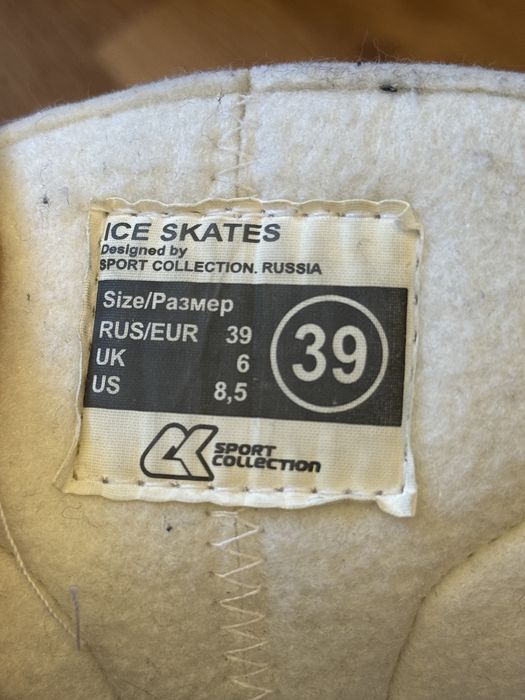 ICE SKATES
Designed by
SPORT COLLECTION. RUSSIA
Size/Размер
RUS/EUR 39
UK 6
US 8,5
39
CK SPORT
COLLECTION